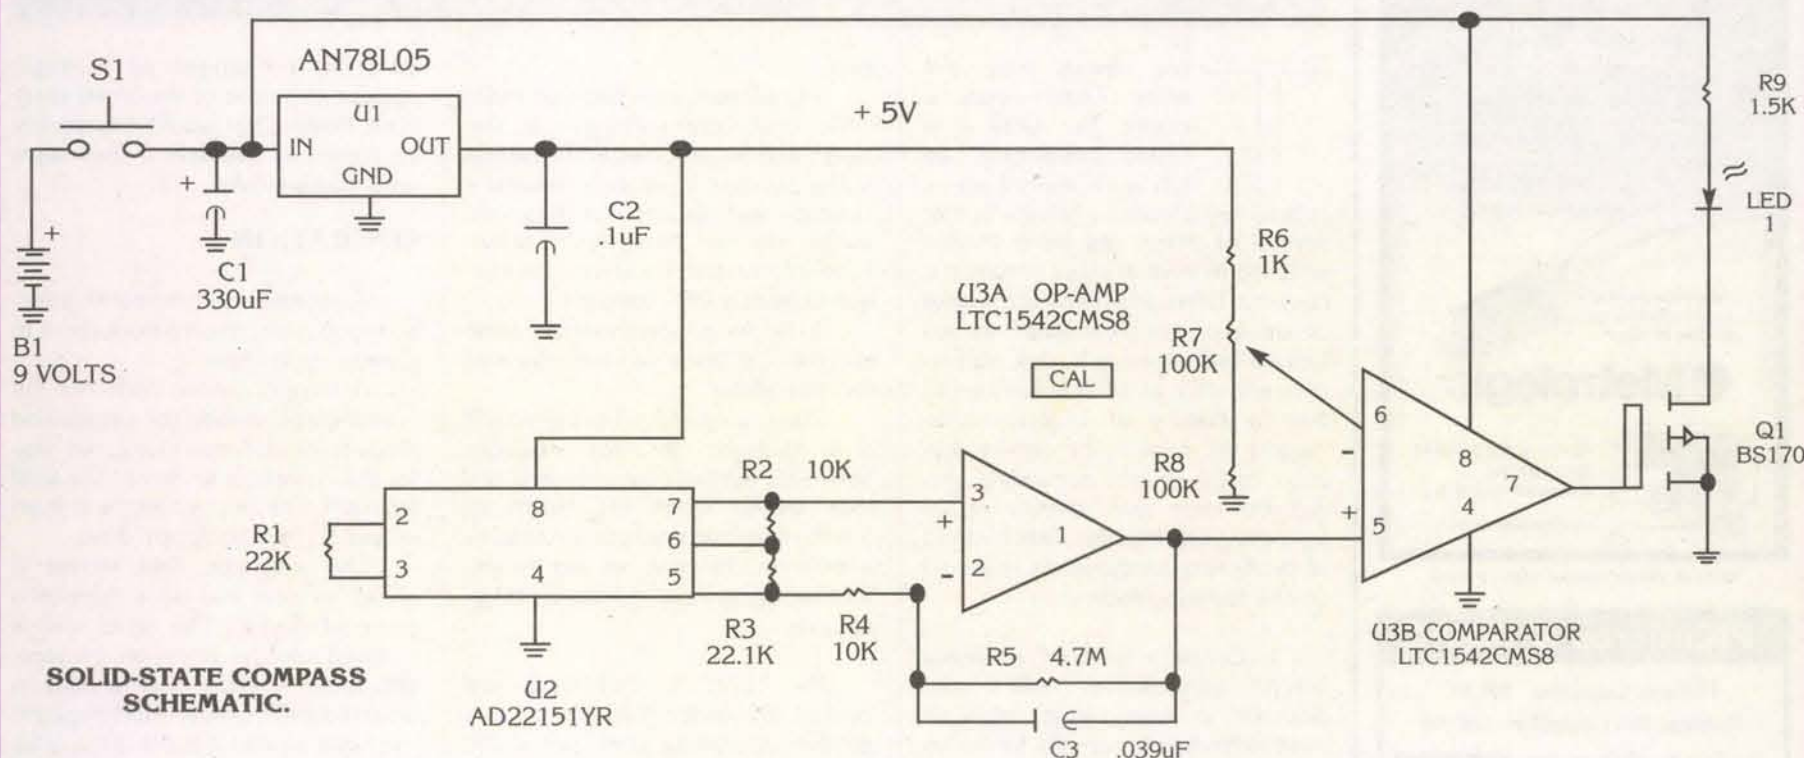 S1
AN78L05
U1
IN
OUT
GND
+ 5V
R9
1.5K
LED
1
+
+
C1
330uF
B1
9 VOLTS
C2
.1uF
R6
1K
U3A OP-AMP
LTC1542CMS8
R7
100K
CAL
R8
100K
6
-
8
7
+
5
4
Q1
BS170
R2 10K
R1
22K
2
3
8
4
7
6
5
3
+
1
-
2
R3
22.1K
R4
10K
R5 4.7M
C3 .039uF
U2
AD22151YR
U3B COMPARATOR
LTC1542CMS8
SOLID-STATE COMPASS
SCHEMATIC.